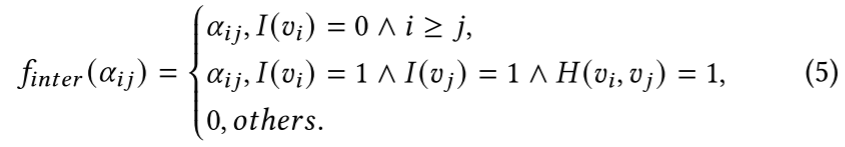 α_{ij}, I(v_i) = 0 ∧ i ≥ j,
f_{inter}(α_{ij}) = { α_{ij}, I(v_i) = 1 ∧ I(v_j) = 1 ∧ H(v_i, v_j) = 1, (5)
0, others.